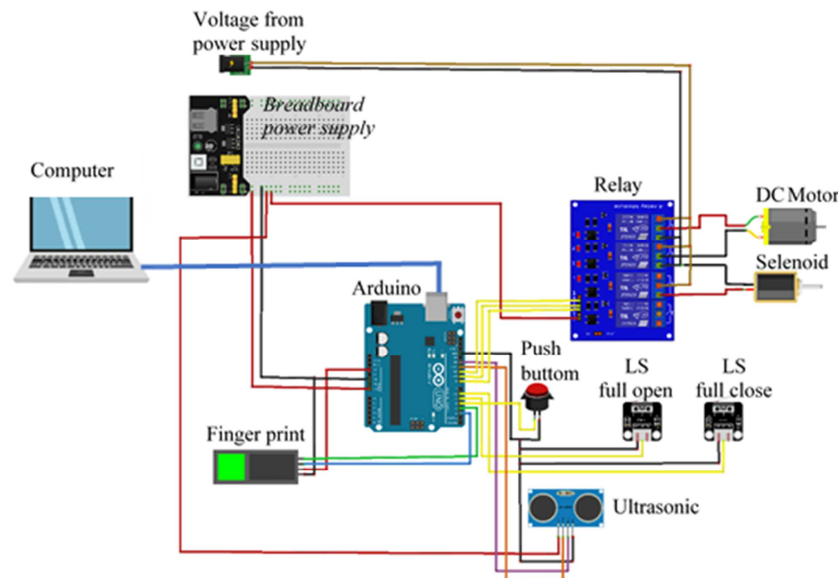 Voltage from
power supply
Breadboard
power supply
Computer
Relay
DC Motor
Selenoid
Arduino
Push
buttom
LS
full open
LS
full close
Finger print
Ultrasonic
UNO